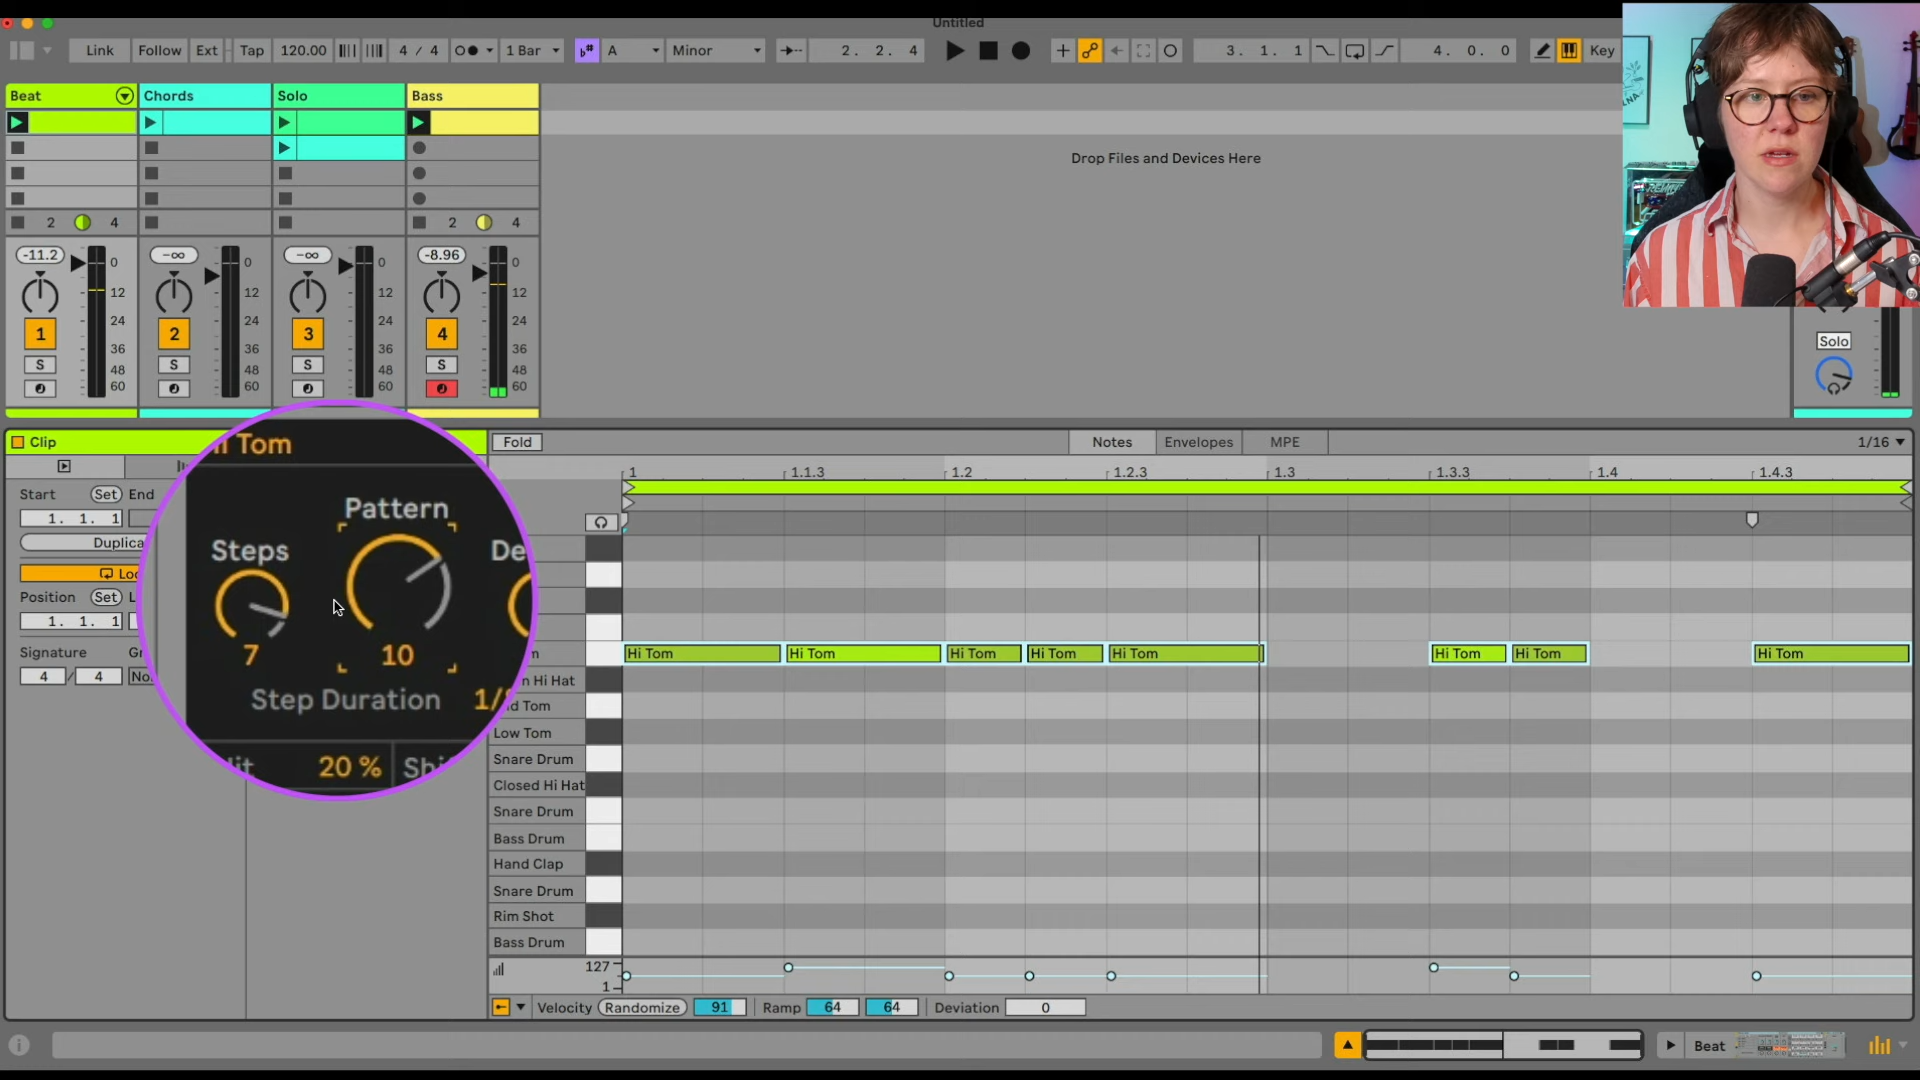 Untitled
Link Follow Ext Tap 120.00 4 / 4 1 Bar A Minor 2. 2. 4 3. 1. 1 4. 0. 0 Key
Beat Chords Solo Bass
Drop Files and Devices Here
2 4 2 4
-11.2 -∞ -∞ -8.96
0 0 0 0
12 12 12 12
24 24 24 24
1 2 3 4
36 36 36 36
S S S S Solo
48 48 48 48
60 60 60 60
Clip Fold Notes Envelopes MPE 1/16
Tom
1 1.1.3 1.2 1.2.3 1.3 1.3.3 1.4 1.4.3
Start Set End
1. 1. 1
Pattern
Duplica
Steps De
Loo
Position Set L
1. 1. 1
7 10
Signature Gr
4 / 4 No
Hi Tom Hi Tom Hi Tom Hi Tom Hi Tom Hi Tom Hi Tom Hi Tom
n Hi Hat
Step Duration 1/
d Tom
Low Tom
Snare Drum
20 % Shi
Closed Hi Hat
Snare Drum
Bass Drum
Hand Clap
Snare Drum
Rim Shot
Bass Drum
127
1
Velocity Randomize 91 Ramp 64 64 Deviation 0
Beat